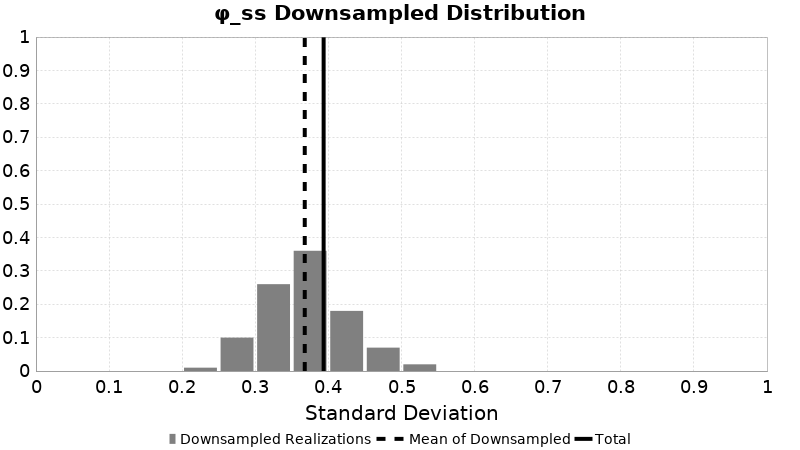 φ_ss Downsampled Distribution
1
0.9
0.8
0.7
0.6
0.5
0.4
0.3
0.2
0.1
0
0 0.1 0.2 0.3 0.4 0.5 0.6 0.7 0.8 0.9 1
Standard Deviation
Downsampled Realizations Mean of Downsampled Total